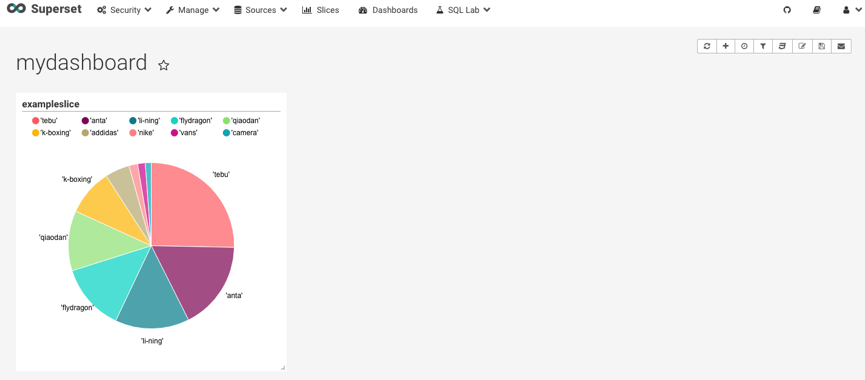 Superset Security Manage Sources Slices Dashboards SQL Lab
mydashboard
exampleslice
'tebu' 'anta' 'li-ning' 'flydragon' 'qiaodan'
'k-boxing' 'addidas' 'nike' 'vans' 'camera'
'tebu'
'k-boxing'
'qiaodan'
'anta'
'flydragon'
'li-ning'